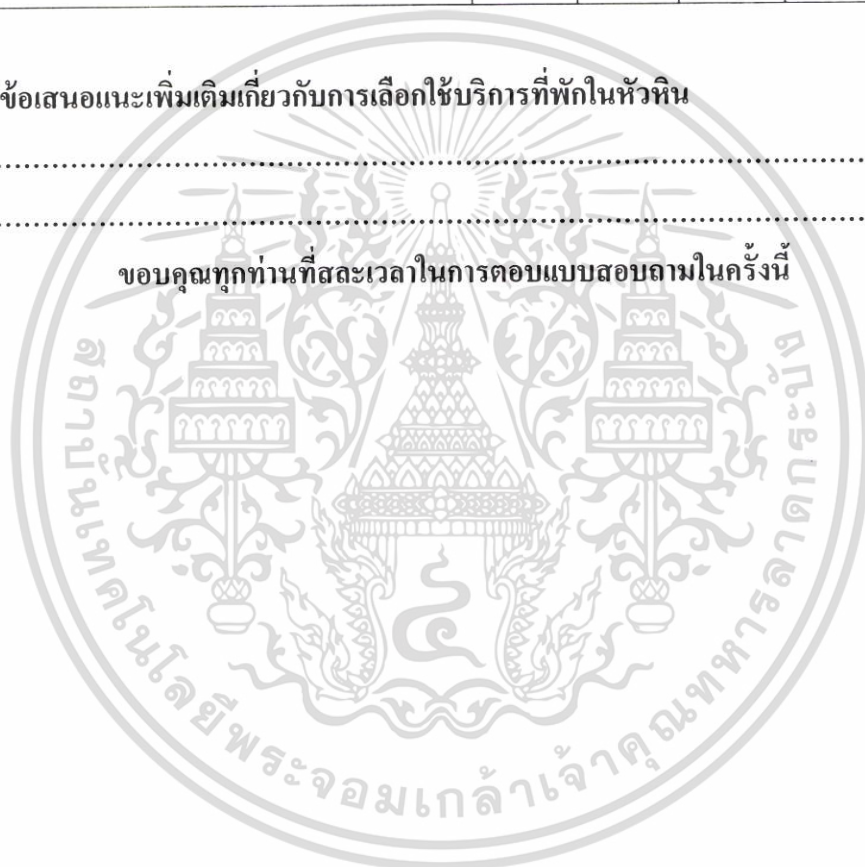 ข้อเสนอแนะเพิ่มเติมเกี่ยวกับการเลือกใช้บริการที่พักในหัวหิน
................................................................................................
................................................................................................
ขอบคุณทุกท่านที่สละเวลาในการตอบแบบสอบถามในครั้งนี้
สถาบันเทคโนโลยีพระจอมเกล้าเจ้าคุณทหารลาดกระบัง
๔